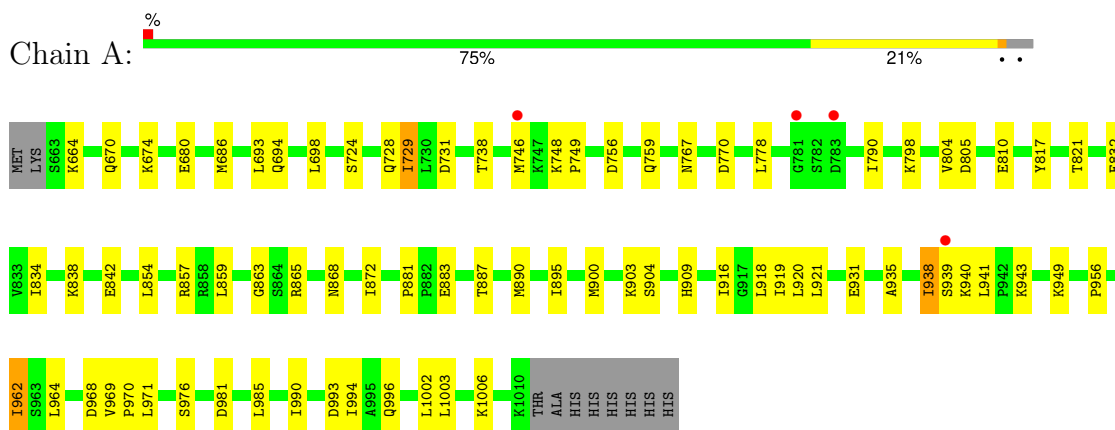 %
Chain A:
75% 21% • •
MET LYS S663 K664 Q670 K674 E680 M686 L693 Q694 L698 S724 Q728 I729 L730 D731 T738 M746 K747 K748 P749 D756 Q759 N767 D770 L778 G781 S782 D783 I790 K798 V804 D805 E810 Y817 T821
V833 I834 K838 E842 L854 R857 R858 L859 G863 S864 R865 N868 I872 P881 P882 E883 T887 M890 I895 M900 K903 S904 H909 I916 G917 L918 I919 L920 L921 E931 A935 I938 S939 K940 L941 P942 K943 K949 P956
I962 S963 L964 D968 V969 P970 L971 S976 D981 L985 I990 D993 I994 A995 Q996 L1002 L1003 K1006 K1010 THR ALA HIS HIS HIS HIS HIS HIS